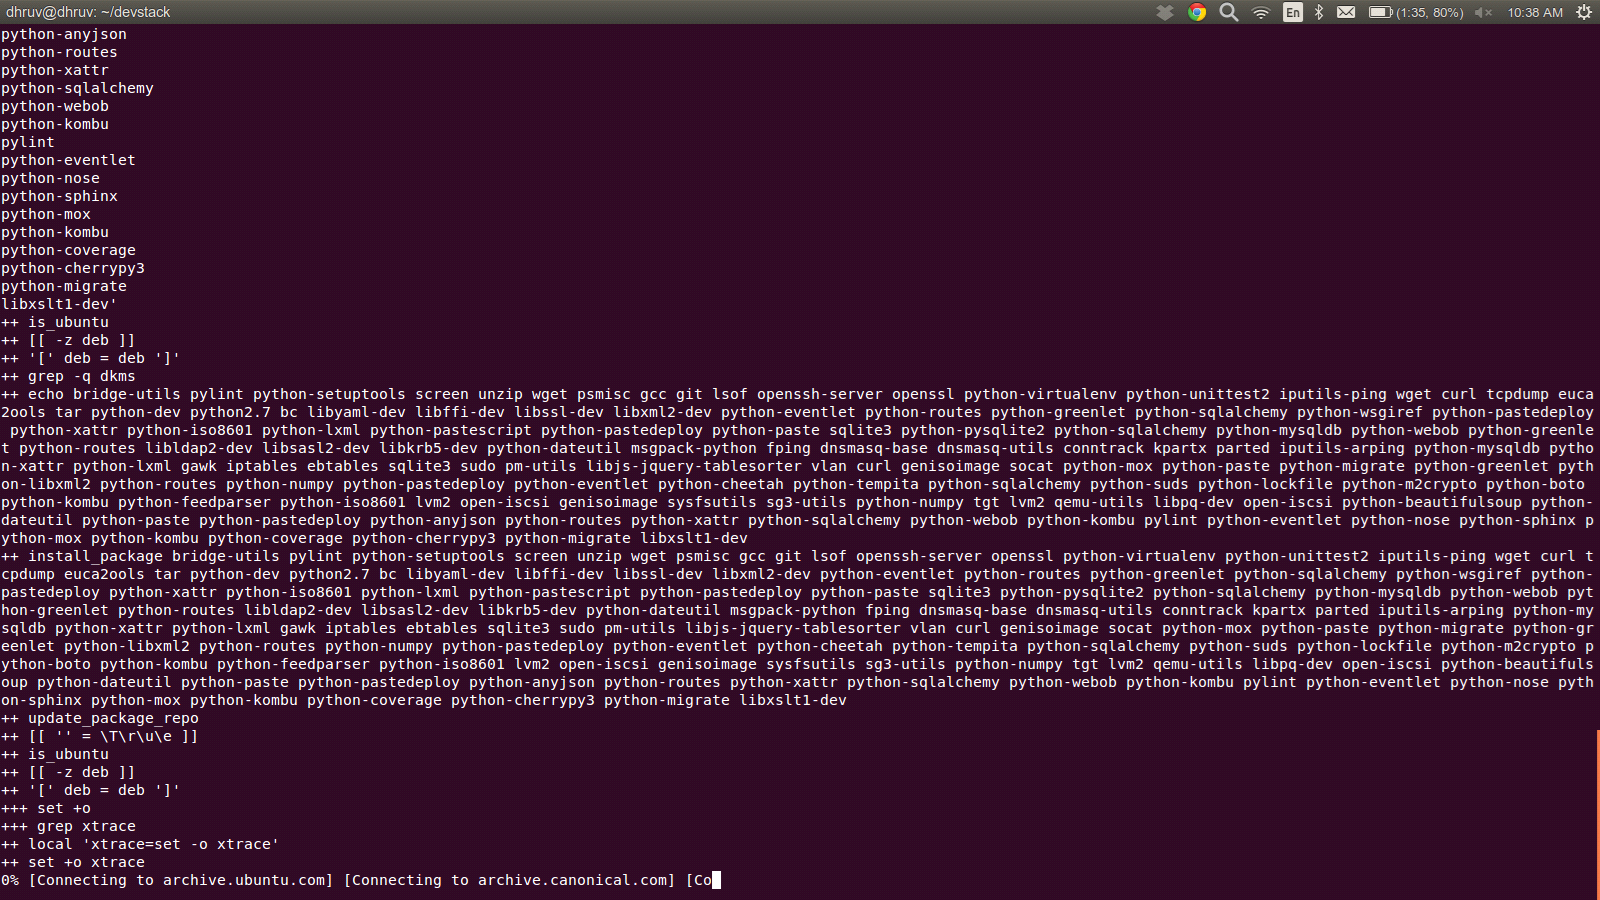 dhruv@dhruv: ~/devstack
En
(1:35, 80%)
10:38 AM
python-anyjson
python-routes
python-xattr
python-sqlalchemy
python-webob
python-kombu
pylint
python-eventlet
python-nose
python-sphinx
python-mox
python-kombu
python-coverage
python-cherrypy3
python-migrate
libxslt1-dev'
++ is_ubuntu
++ [[ -z deb ]]
++ '[' deb = deb ']'
++ grep -q dkms
++ echo bridge-utils pylint python-setuptools screen unzip wget psmisc gcc git lsof openssh-server openssl python-virtualenv python-unittest2 iputils-ping wget curl tcpdump euca
2ools tar python-dev python2.7 bc libyaml-dev libffi-dev libssl-dev libxml2-dev python-eventlet python-routes python-greenlet python-sqlalchemy python-wsgiref python-pastedeploy
 python-xattr python-iso8601 python-lxml python-pastescript python-pastedeploy python-paste sqlite3 python-pysqlite2 python-sqlalchemy python-mysqldb python-webob python-greenle
t python-routes libldap2-dev libsasl2-dev libkrb5-dev python-dateutil msgpack-python fping dnsmasq-base dnsmasq-utils conntrack kpartx parted iputils-arping python-mysqldb pytho
n-xattr python-lxml gawk iptables ebtables sqlite3 sudo pm-utils libjs-jquery-tablesorter vlan curl genisoimage socat python-mox python-paste python-migrate python-greenlet pyth
on-libxml2 python-routes python-numpy python-pastedeploy python-eventlet python-cheetah python-tempita python-sqlalchemy python-suds python-lockfile python-m2crypto python-boto
python-kombu python-feedparser python-iso8601 lvm2 open-iscsi genisoimage sysfsutils sg3-utils python-numpy tgt lvm2 qemu-utils libpq-dev open-iscsi python-beautifulsoup python-
dateutil python-paste python-pastedeploy python-anyjson python-routes python-xattr python-sqlalchemy python-webob python-kombu pylint python-eventlet python-nose python-sphinx p
ython-mox python-kombu python-coverage python-cherrypy3 python-migrate libxslt1-dev
++ install_package bridge-utils pylint python-setuptools screen unzip wget psmisc gcc git lsof openssh-server openssl python-virtualenv python-unittest2 iputils-ping wget curl t
cpdump euca2ools tar python-dev python2.7 bc libyaml-dev libffi-dev libssl-dev libxml2-dev python-eventlet python-routes python-greenlet python-sqlalchemy python-wsgiref python-
pastedeploy python-xattr python-iso8601 python-lxml python-pastescript python-pastedeploy python-paste sqlite3 python-pysqlite2 python-sqlalchemy python-mysqldb python-webob pyt
hon-greenlet python-routes libldap2-dev libsasl2-dev libkrb5-dev python-dateutil msgpack-python fping dnsmasq-base dnsmasq-utils conntrack kpartx parted iputils-arping python-my
sqldb python-xattr python-lxml gawk iptables ebtables sqlite3 sudo pm-utils libjs-jquery-tablesorter vlan curl genisoimage socat python-mox python-paste python-migrate python-gr
eenlet python-libxml2 python-routes python-numpy python-pastedeploy python-eventlet python-cheetah python-tempita python-sqlalchemy python-suds python-lockfile python-m2crypto p
ython-boto python-kombu python-feedparser python-iso8601 lvm2 open-iscsi genisoimage sysfsutils sg3-utils python-numpy tgt lvm2 qemu-utils libpq-dev open-iscsi python-beautifuls
oup python-dateutil python-paste python-pastedeploy python-anyjson python-routes python-xattr python-sqlalchemy python-webob python-kombu pylint python-eventlet python-nose pyth
on-sphinx python-mox python-kombu python-coverage python-cherrypy3 python-migrate libxslt1-dev
++ update_package_repo
++ [[ '' = \T\r\u\e ]]
++ is_ubuntu
++ [[ -z deb ]]
++ '[' deb = deb ']'
+++ set +o
+++ grep xtrace
++ local 'xtrace=set -o xtrace'
++ set +o xtrace
0% [Connecting to archive.ubuntu.com] [Connecting to archive.canonical.com] [Co